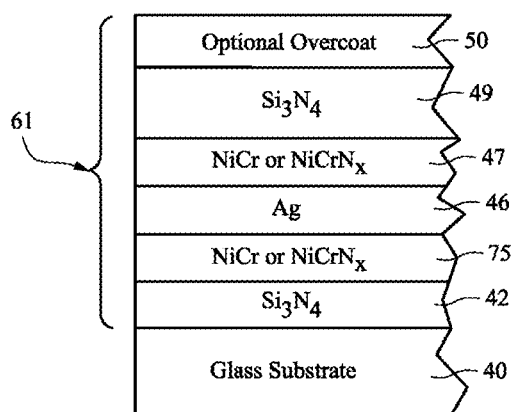 Optional Overcoat 50
Si3N4 49
61
NiCr or NiCrNx 47
Ag 46
NiCr or NiCrNx 75
Si3N4 42
Glass Substrate 40